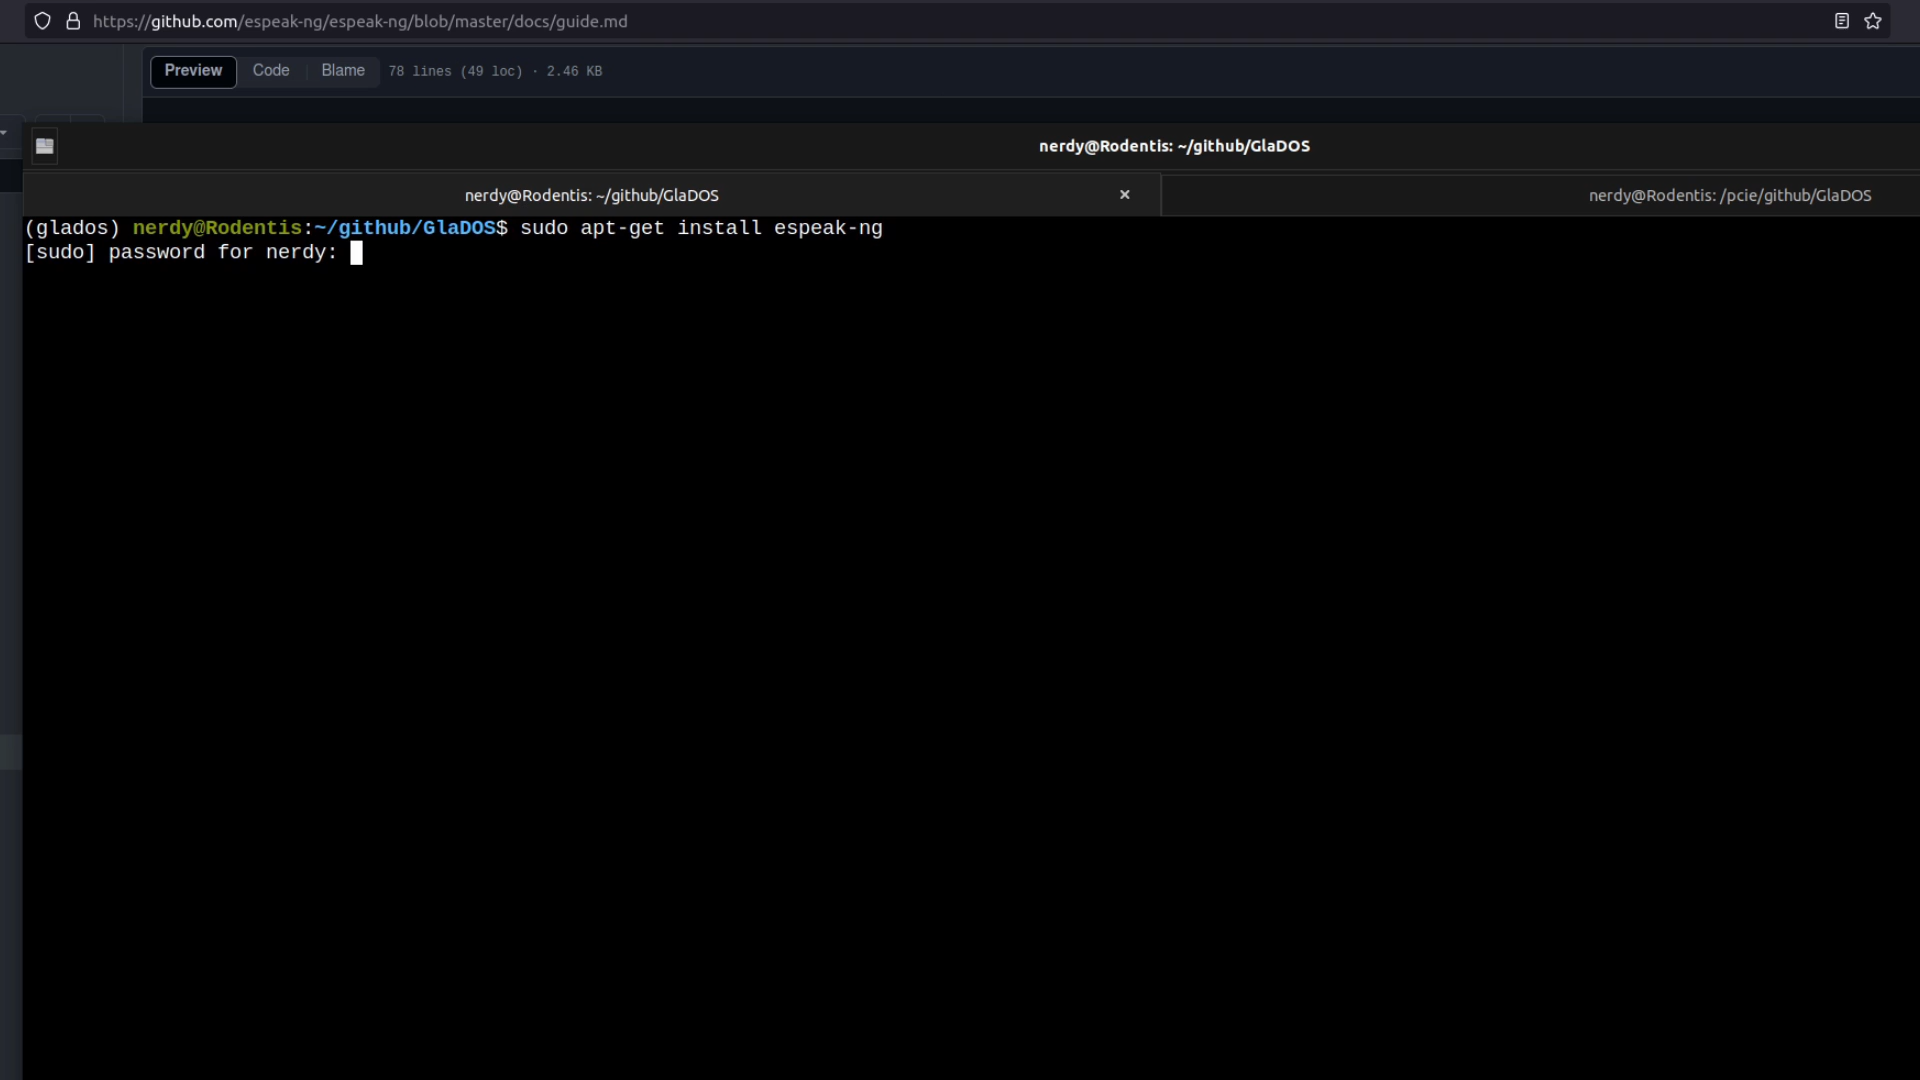 https://github.com/espeak-ng/espeak-ng/blob/master/docs/guide.md
Preview Code Blame 78 lines (49 loc) · 2.46 KB
nerdy@Rodentis: ~/github/GlaDOS
nerdy@Rodentis: ~/github/GlaDOS × nerdy@Rodentis: /pcie/github/GlaDOS
(glados) nerdy@Rodentis:~/github/GlaDOS$ sudo apt-get install espeak-ng
[sudo] password for nerdy: